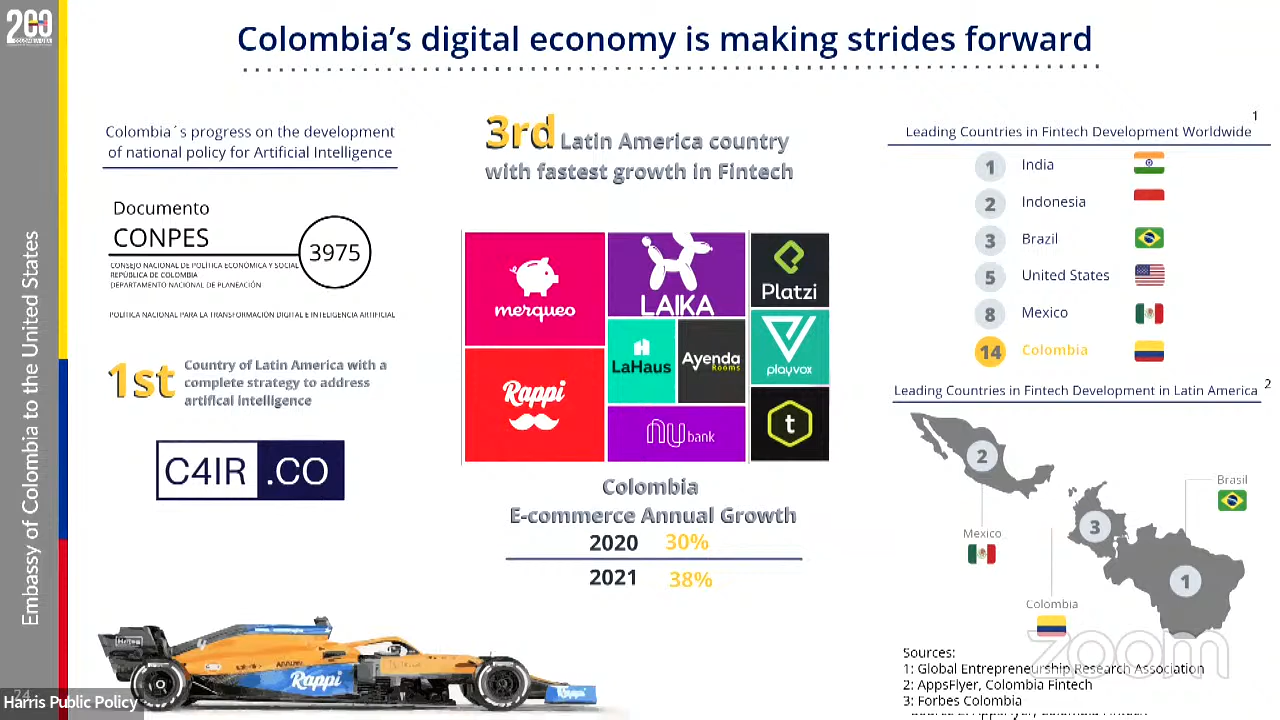 200
Colombia's digital economy is making strides forward
Embassy of Colombia to the United States
Colombia´s progress on the development
of national policy for Artificial Intelligence
Documento
CONPES
3975
CONSEJO NACIONAL DE POLÍTICA ECONÓMICA Y SOCIAL
REPÚBLICA DE COLOMBIA
DEPARTAMENTO NACIONAL DE PLANEACIÓN
POLÍTICA NACIONAL PARA LA TRANSFORMACIÓN DIGITAL E INTELIGENCIA ARTIFICIAL
1st Country of Latin America with a
complete strategy to address
artifical intelligence
C4IR .CO
3rd Latin America country
with fastest growth in Fintech
merqueo
LAIKA
Platzi
LaHaus
Ayenda
Rooms
playvox
Rappi
nu bank
t
Colombia
E-commerce Annual Growth
2020 30%
2021 38%
Leading Countries in Fintech Development Worldwide 1
1 India
2 Indonesia
3 Brazil
5 United States
8 Mexico
14 Colombia
Leading Countries in Fintech Development in Latin America 2
2
Mexico
3
Colombia
1
Brasil
Rappi
Rappi
Sources:
1: Global Entrepreneurship Research Association
2: AppsFlyer, Colombia Fintech
3: Forbes Colombia
zoom
24
Harris Public Policy